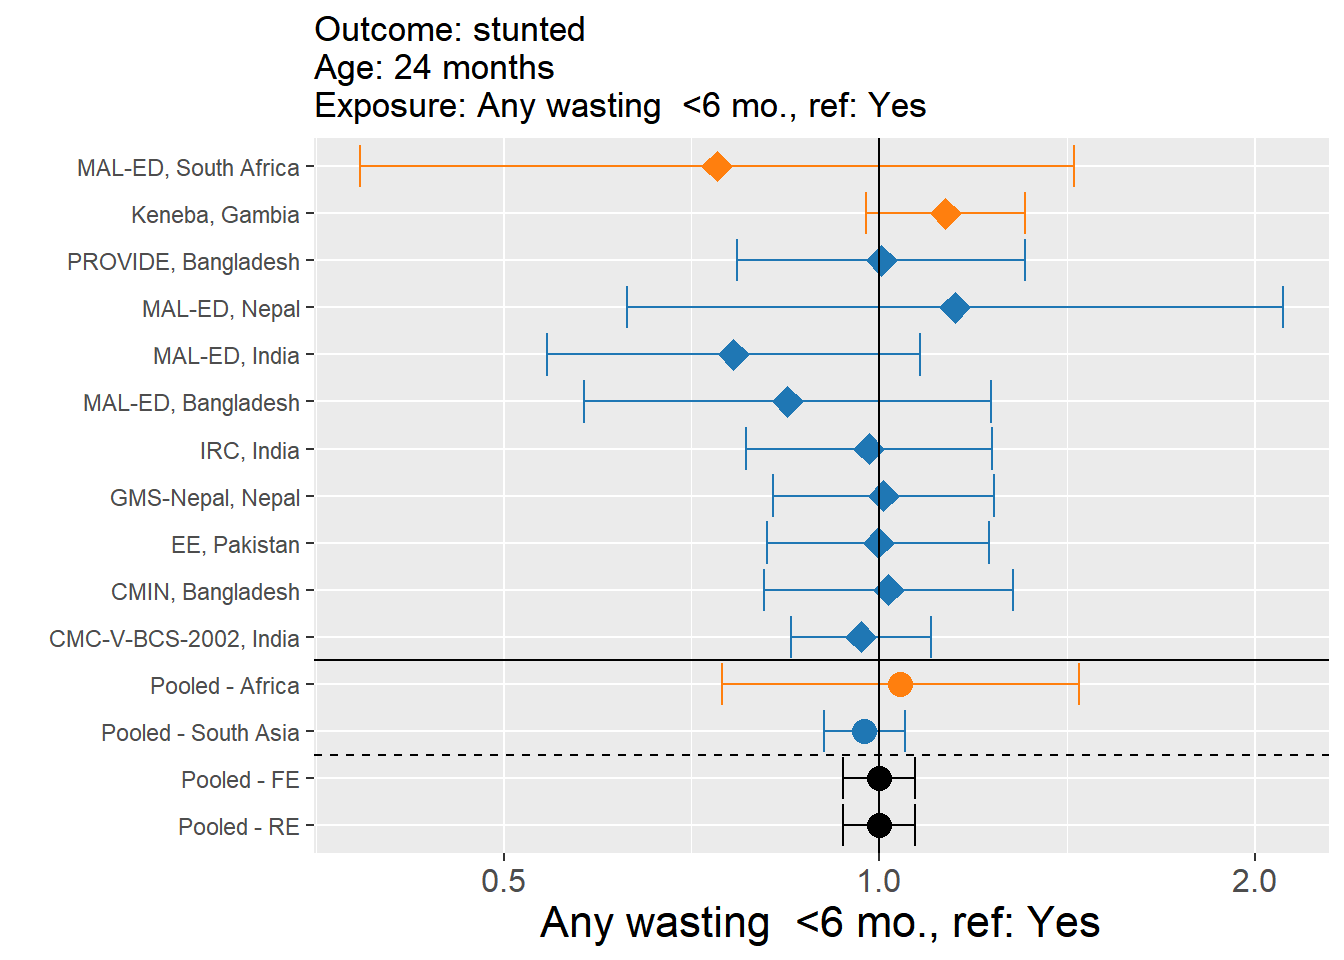 Outcome: stunted
Age: 24 months
Exposure: Any wasting  <6 mo., ref: Yes
MAL-ED, South Africa
Keneba, Gambia
PROVIDE, Bangladesh
MAL-ED, Nepal
MAL-ED, India
MAL-ED, Bangladesh
IRC, India
GMS-Nepal, Nepal
EE, Pakistan
CMIN, Bangladesh
CMC-V-BCS-2002, India
Pooled - Africa
Pooled - South Asia
Pooled - FE
Pooled - RE
0.5 1.0 2.0
Any wasting  <6 mo., ref: Yes